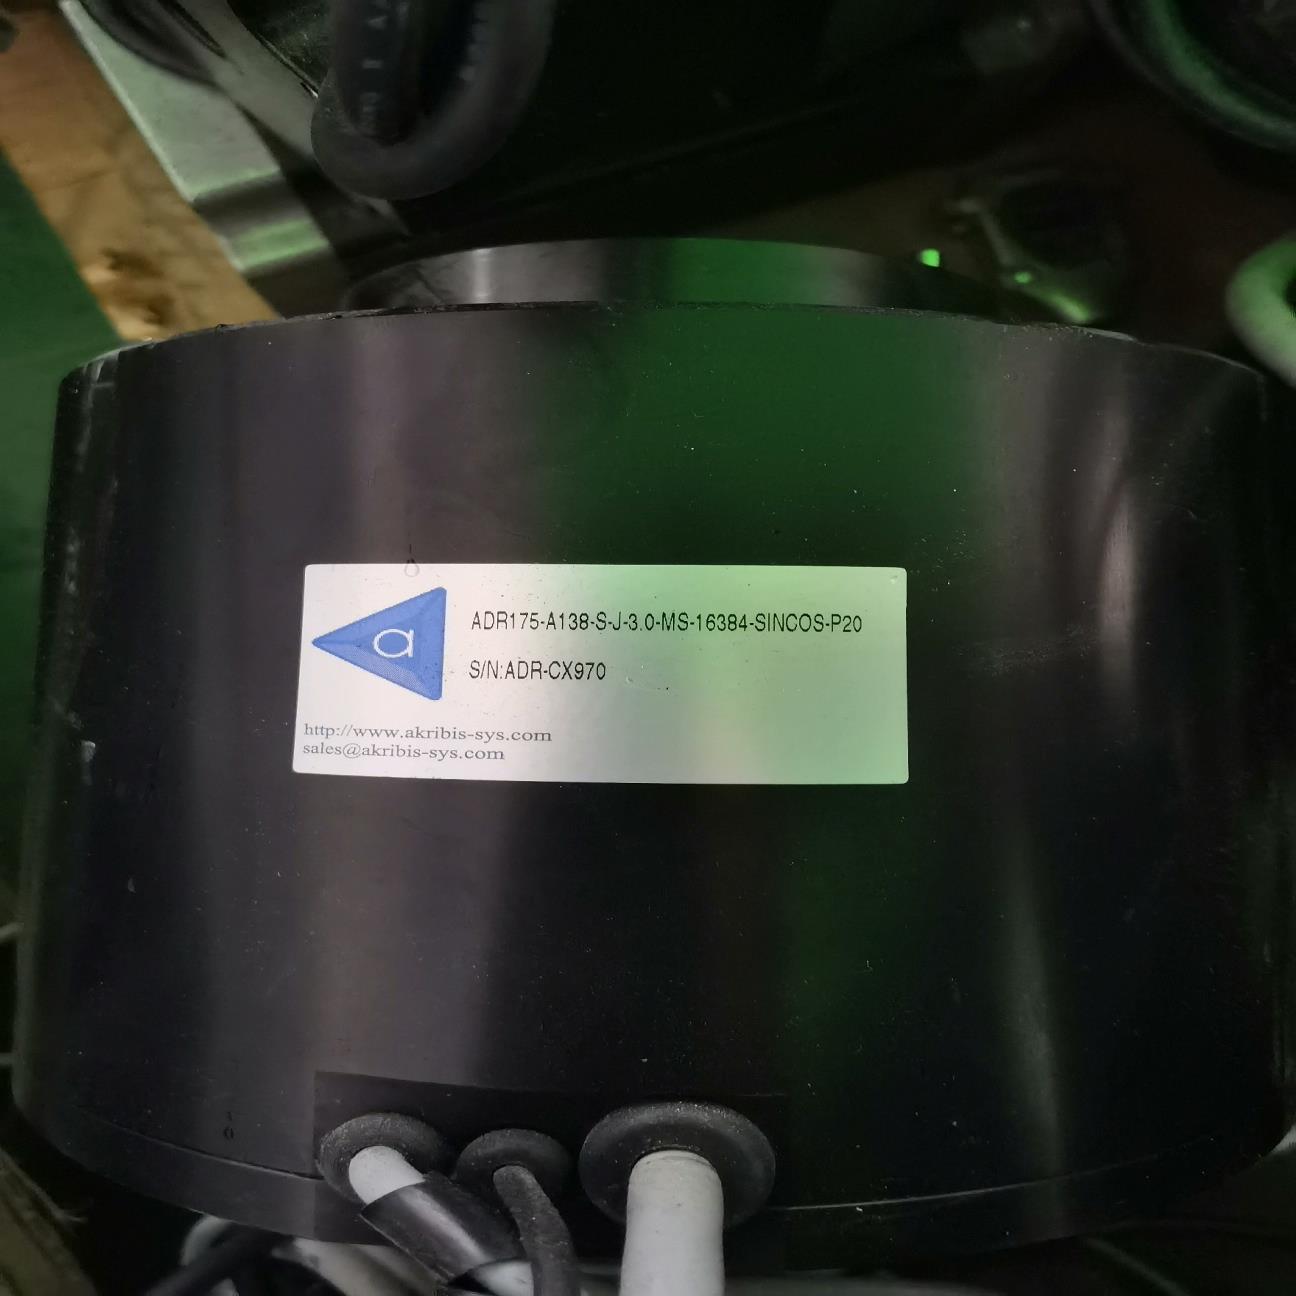 a
ADR175-A138-S-J-3.0-MS-16384-SINCOS-P20
S/N:ADR-CX970
http://www.akribis-sys.com
sales@akribis-sys.com